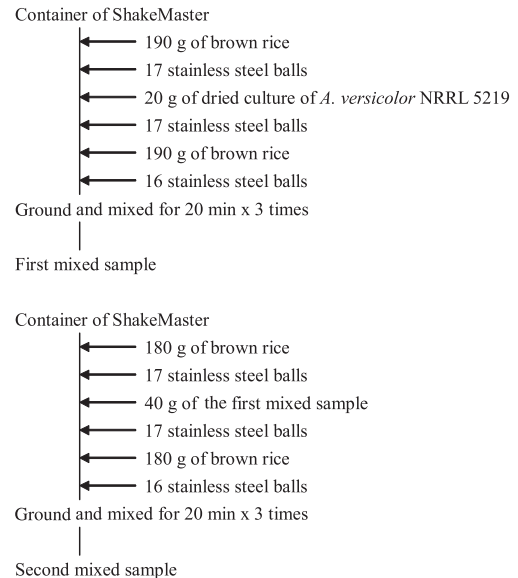 Container of ShakeMaster
190 g of brown rice
17 stainless steel balls
20 g of dried culture of A. versicolor NRRL 5219
17 stainless steel balls
190 g of brown rice
16 stainless steel balls
Ground and mixed for 20 min x 3 times
First mixed sample
Container of ShakeMaster
180 g of brown rice
17 stainless steel balls
40 g of the first mixed sample
17 stainless steel balls
180 g of brown rice
16 stainless steel balls
Ground and mixed for 20 min x 3 times
Second mixed sample